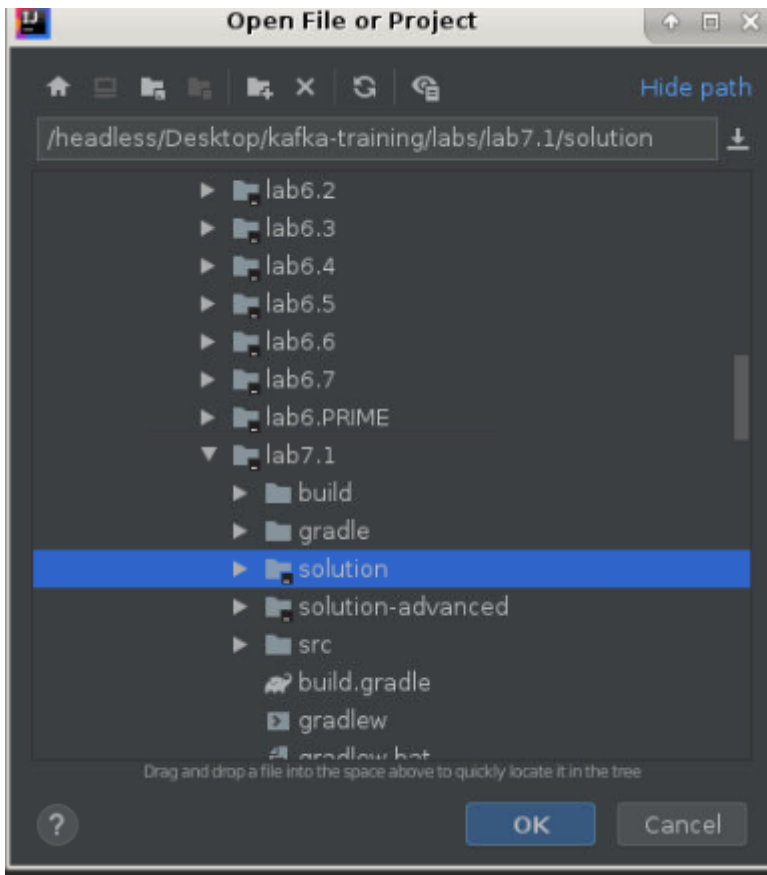 Open File or Project
Hide path
/headless/Desktop/kafka-training/labs/lab7.1/solution
lab6.2
lab6.3
lab6.4
lab6.5
lab6.6
lab6.7
lab6.PRIME
lab7.1
build
gradle
solution
solution-advanced
src
build.gradle
gradlew
gradlew.bat
Drag and drop a file into the space above to quickly locate it in the tree
? OK Cancel